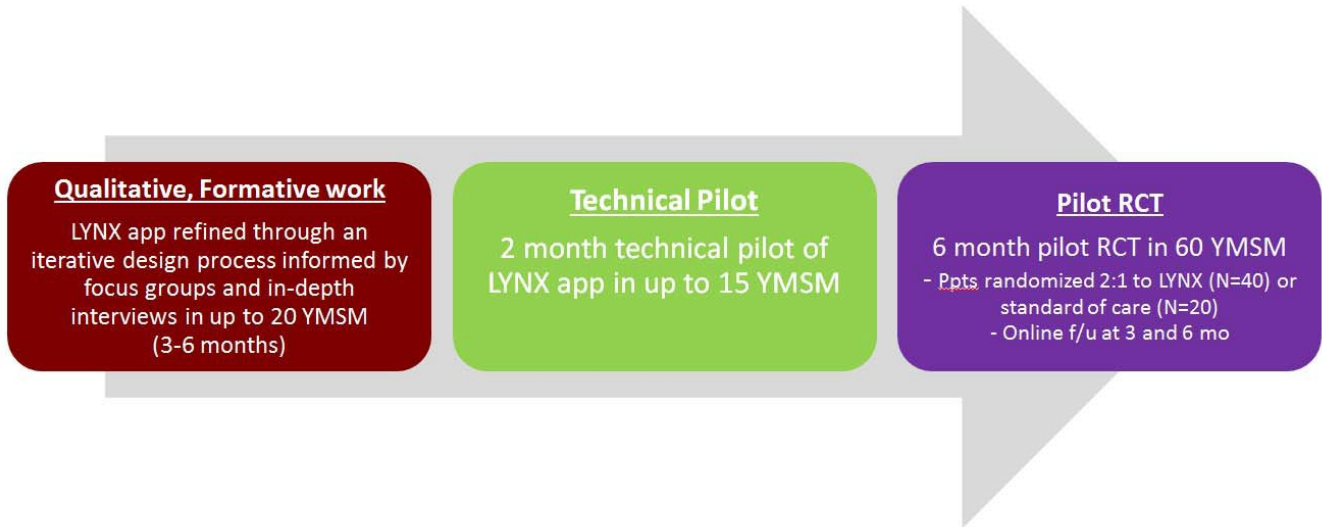 Qualitative, Formative work
LYNX app refined through an
iterative design process informed by
focus groups and in-depth
interviews in up to 20 YMSM
(3-6 months)
Technical Pilot
2 month technical pilot of
LYNX app in up to 15 YMSM
Pilot RCT
6 month pilot RCT in 60 YMSM
- Ppts randomized 2:1 to LYNX (N=40) or
standard of care (N=20)
- Online f/u at 3 and 6 mo